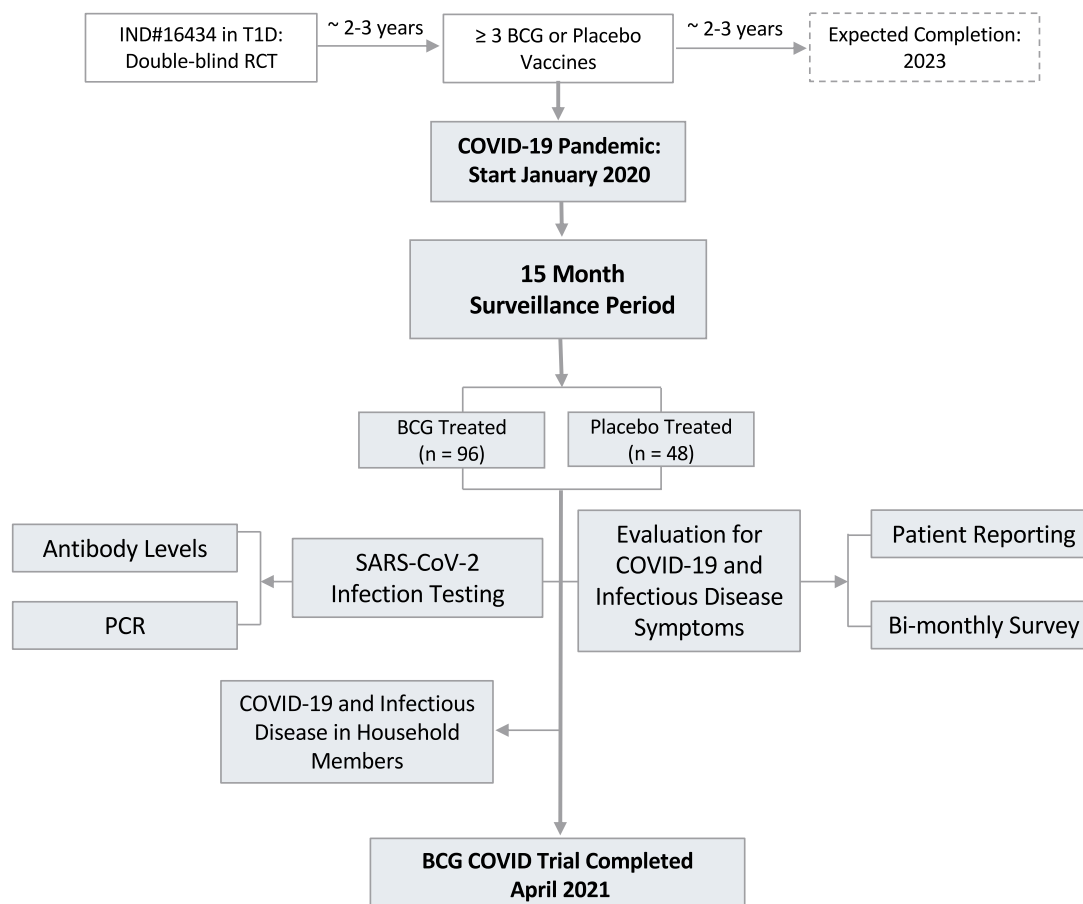 IND#16434 in T1D:
Double-blind RCT
~ 2-3 years
≥ 3 BCG or Placebo
Vaccines
~ 2-3 years
Expected Completion:
2023
COVID-19 Pandemic:
Start January 2020
15 Month
Surveillance Period
BCG Treated
(n = 96)
Placebo Treated
(n = 48)
Antibody Levels
PCR
SARS-CoV-2
Infection Testing
Evaluation for
COVID-19 and
Infectious Disease
Symptoms
Patient Reporting
Bi-monthly Survey
COVID-19 and Infectious
Disease in Household
Members
BCG COVID Trial Completed
April 2021